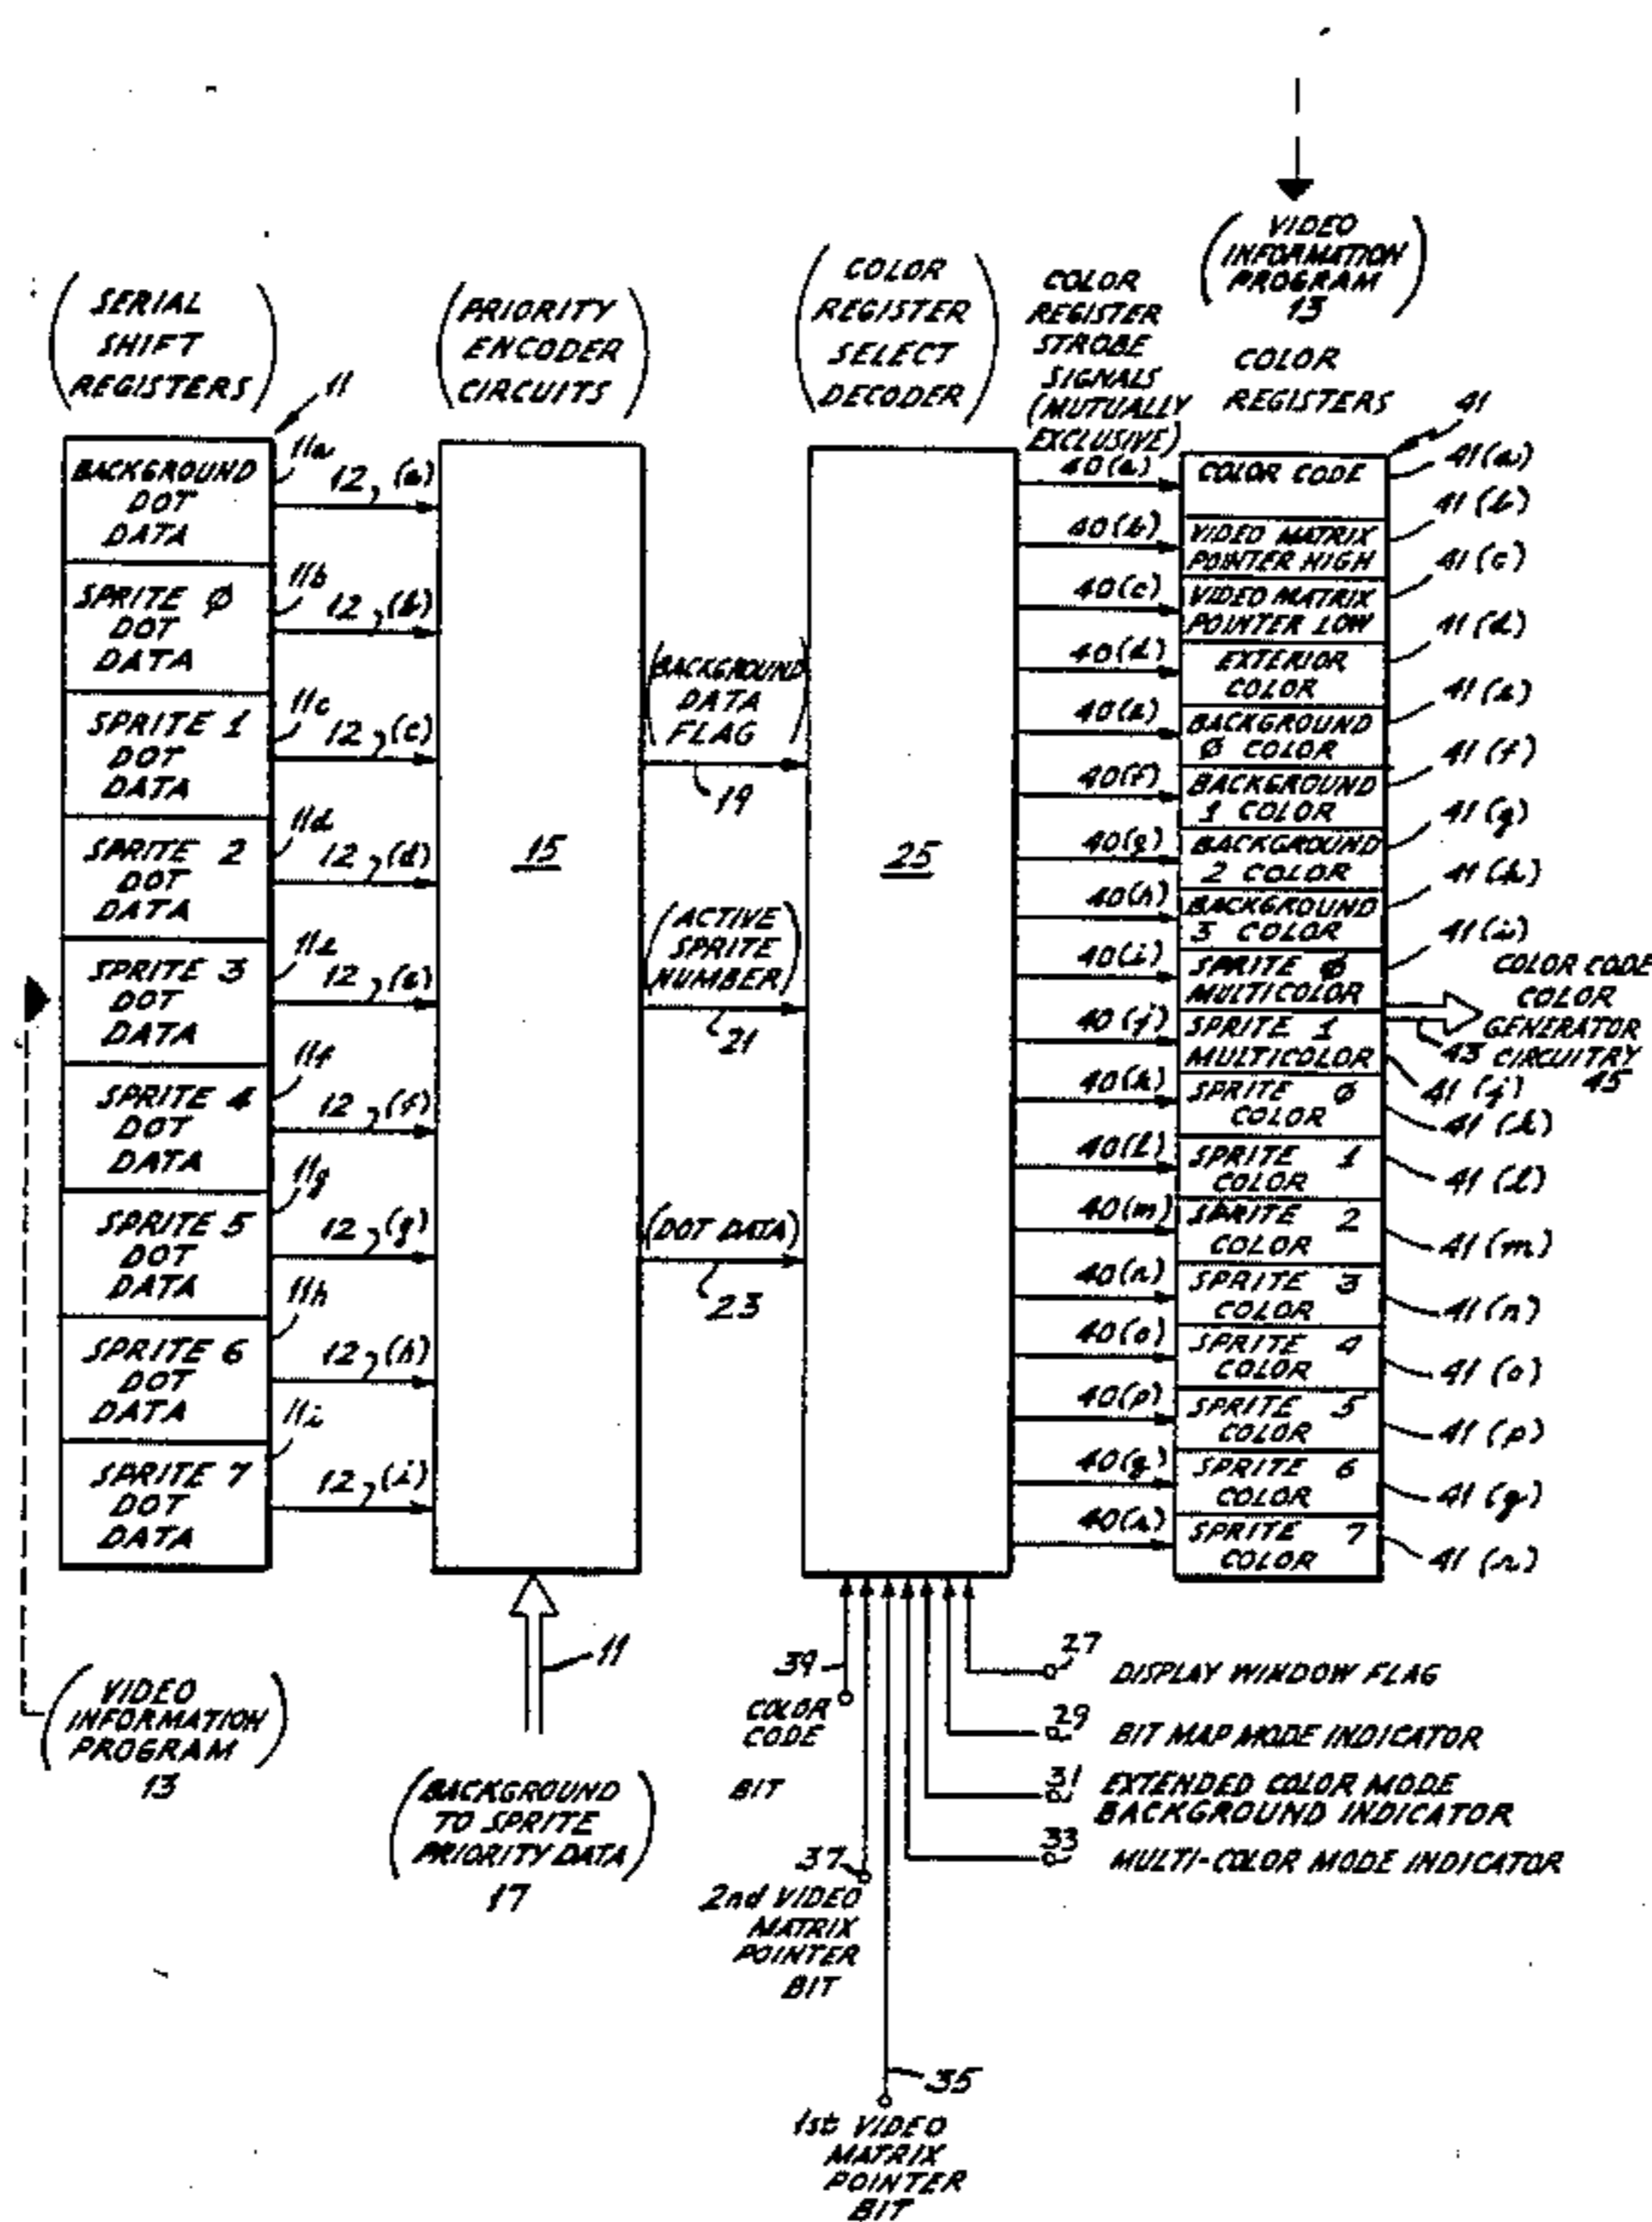 (SERIAL
SHIFT
REGISTERS)
11
BACKGROUND
DOT
DATA
11a
12 (a)
SPRITE Ø
DOT
DATA
11b
12 (b)
SPRITE 1
DOT
DATA
11c
12 (c)
SPRITE 2
DOT
DATA
11d
12 (d)
SPRITE 3
DOT
DATA
11e
12 (e)
SPRITE 4
DOT
DATA
11f
12 (f)
SPRITE 5
DOT
DATA
11g
12 (g)
SPRITE 6
DOT
DATA
11h
12 (h)
SPRITE 7
DOT
DATA
11i
12 (i)
(VIDEO
INFORMATION
PROGRAM)
13
(PRIORITY
ENCODER
CIRCUITS)
15
11
(BACKGROUND
TO SPRITE
PRIORITY DATA)
17
(BACKGROUND
DATA
FLAG)
19
(ACTIVE
SPRITE
NUMBER)
21
(DOT DATA)
23
(COLOR
REGISTER
SELECT
DECODER)
25
39
COLOR
CODE
BIT
37
2nd VIDEO
MATRIX
POINTER
BIT
35
1st VIDEO
MATRIX
POINTER
BIT
27
DISPLAY WINDOW FLAG
29
BIT MAP MODE INDICATOR
31
EXTENDED COLOR MODE
BACKGROUND INDICATOR
33
MULTI-COLOR MODE INDICATOR
COLOR
REGISTER
STROBE
SIGNALS
(MUTUALLY
EXCLUSIVE)
40(a)
40(b)
40(c)
40(d)
40(e)
40(f)
40(g)
40(h)
40(i)
40(j)
40(k)
40(l)
40(m)
40(n)
40(o)
40(p)
40(q)
40(r)
(VIDEO
INFORMATION
PROGRAM)
13
COLOR
REGISTERS
41
COLOR CODE
41(a)
VIDEO MATRIX
POINTER HIGH
41(b)
VIDEO MATRIX
POINTER LOW
41(c)
EXTERIOR
COLOR
41(d)
BACKGROUND
Ø COLOR
41(e)
BACKGROUND
1 COLOR
41(f)
BACKGROUND
2 COLOR
41(g)
BACKGROUND
3 COLOR
41(h)
SPRITE Ø
MULTICOLOR
41(i)
SPRITE 1
MULTICOLOR
41(j)
SPRITE Ø
COLOR
41(k)
SPRITE 1
COLOR
41(l)
SPRITE 2
COLOR
41(m)
SPRITE 3
COLOR
41(n)
SPRITE 4
COLOR
41(o)
SPRITE 5
COLOR
41(p)
SPRITE 6
COLOR
41(q)
SPRITE 7
COLOR
41(r)
COLOR CODE
COLOR
GENERATOR
43 CIRCUITRY
45